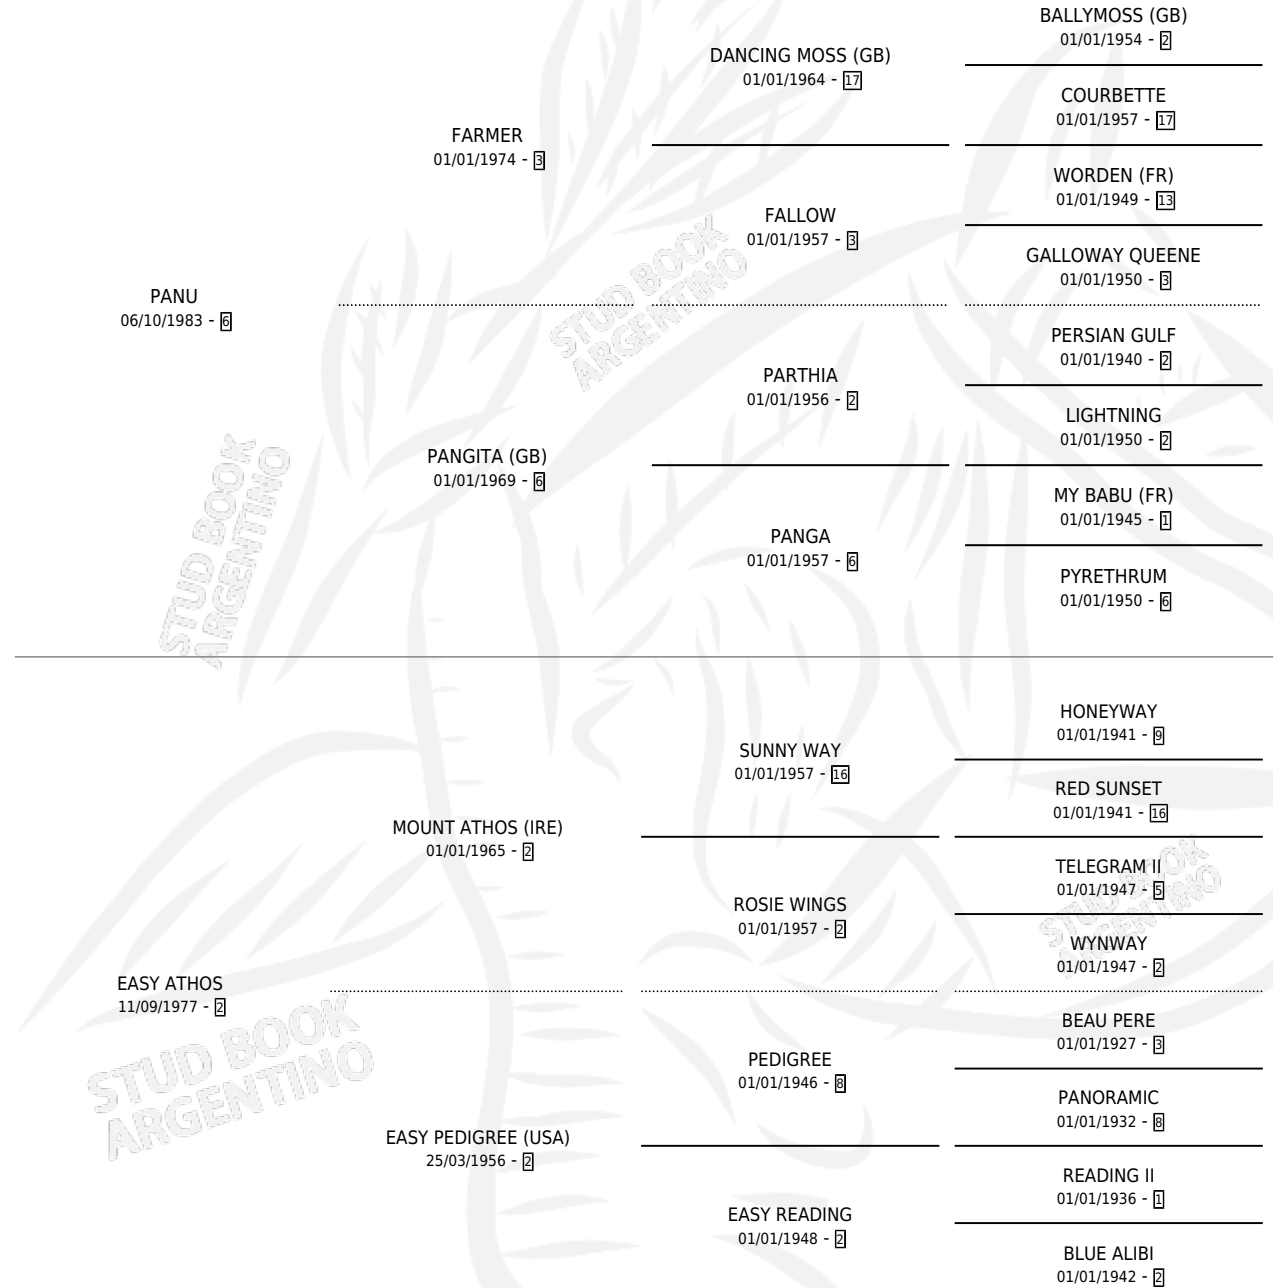 BALLYMOSS (GB)
01/01/1954 - 2
DANCING MOSS (GB)
01/01/1964 - 17
COURBETTE
01/01/1957 - 17
FARMER
01/01/1974 - 3
WORDEN (FR)
01/01/1949 - 13
FALLOW
01/01/1957 - 3
GALLOWAY QUEENE
01/01/1950 - 3
PANU
06/10/1983 - 6
PERSIAN GULF
01/01/1940 - 2
PARTHIA
01/01/1956 - 2
LIGHTNING
01/01/1950 - 2
PANGITA (GB)
01/01/1969 - 6
MY BABU (FR)
01/01/1945 - 1
PANGA
01/01/1957 - 6
PYRETHRUM
01/01/1950 - 6
HONEYWAY
01/01/1941 - 9
SUNNY WAY
01/01/1957 - 16
RED SUNSET
01/01/1941 - 16
MOUNT ATHOS (IRE)
01/01/1965 - 2
TELEGRAM II
01/01/1947 - 5
ROSIE WINGS
01/01/1957 - 2
WYNWAY
01/01/1947 - 2
EASY ATHOS
11/09/1977 - 2
BEAU PERE
01/01/1927 - 3
PEDIGREE
01/01/1946 - 8
PANORAMIC
01/01/1932 - 8
EASY PEDIGREE (USA)
25/03/1956 - 2
READING II
01/01/1936 - 1
EASY READING
01/01/1948 - 2
BLUE ALIBI
01/01/1942 - 2
STUD BOOK
ARGENTINO
STUD BOOK
ARGENTINO
STUD BOOK
ARGENTINO
STUD BOOK
ARGENTINO